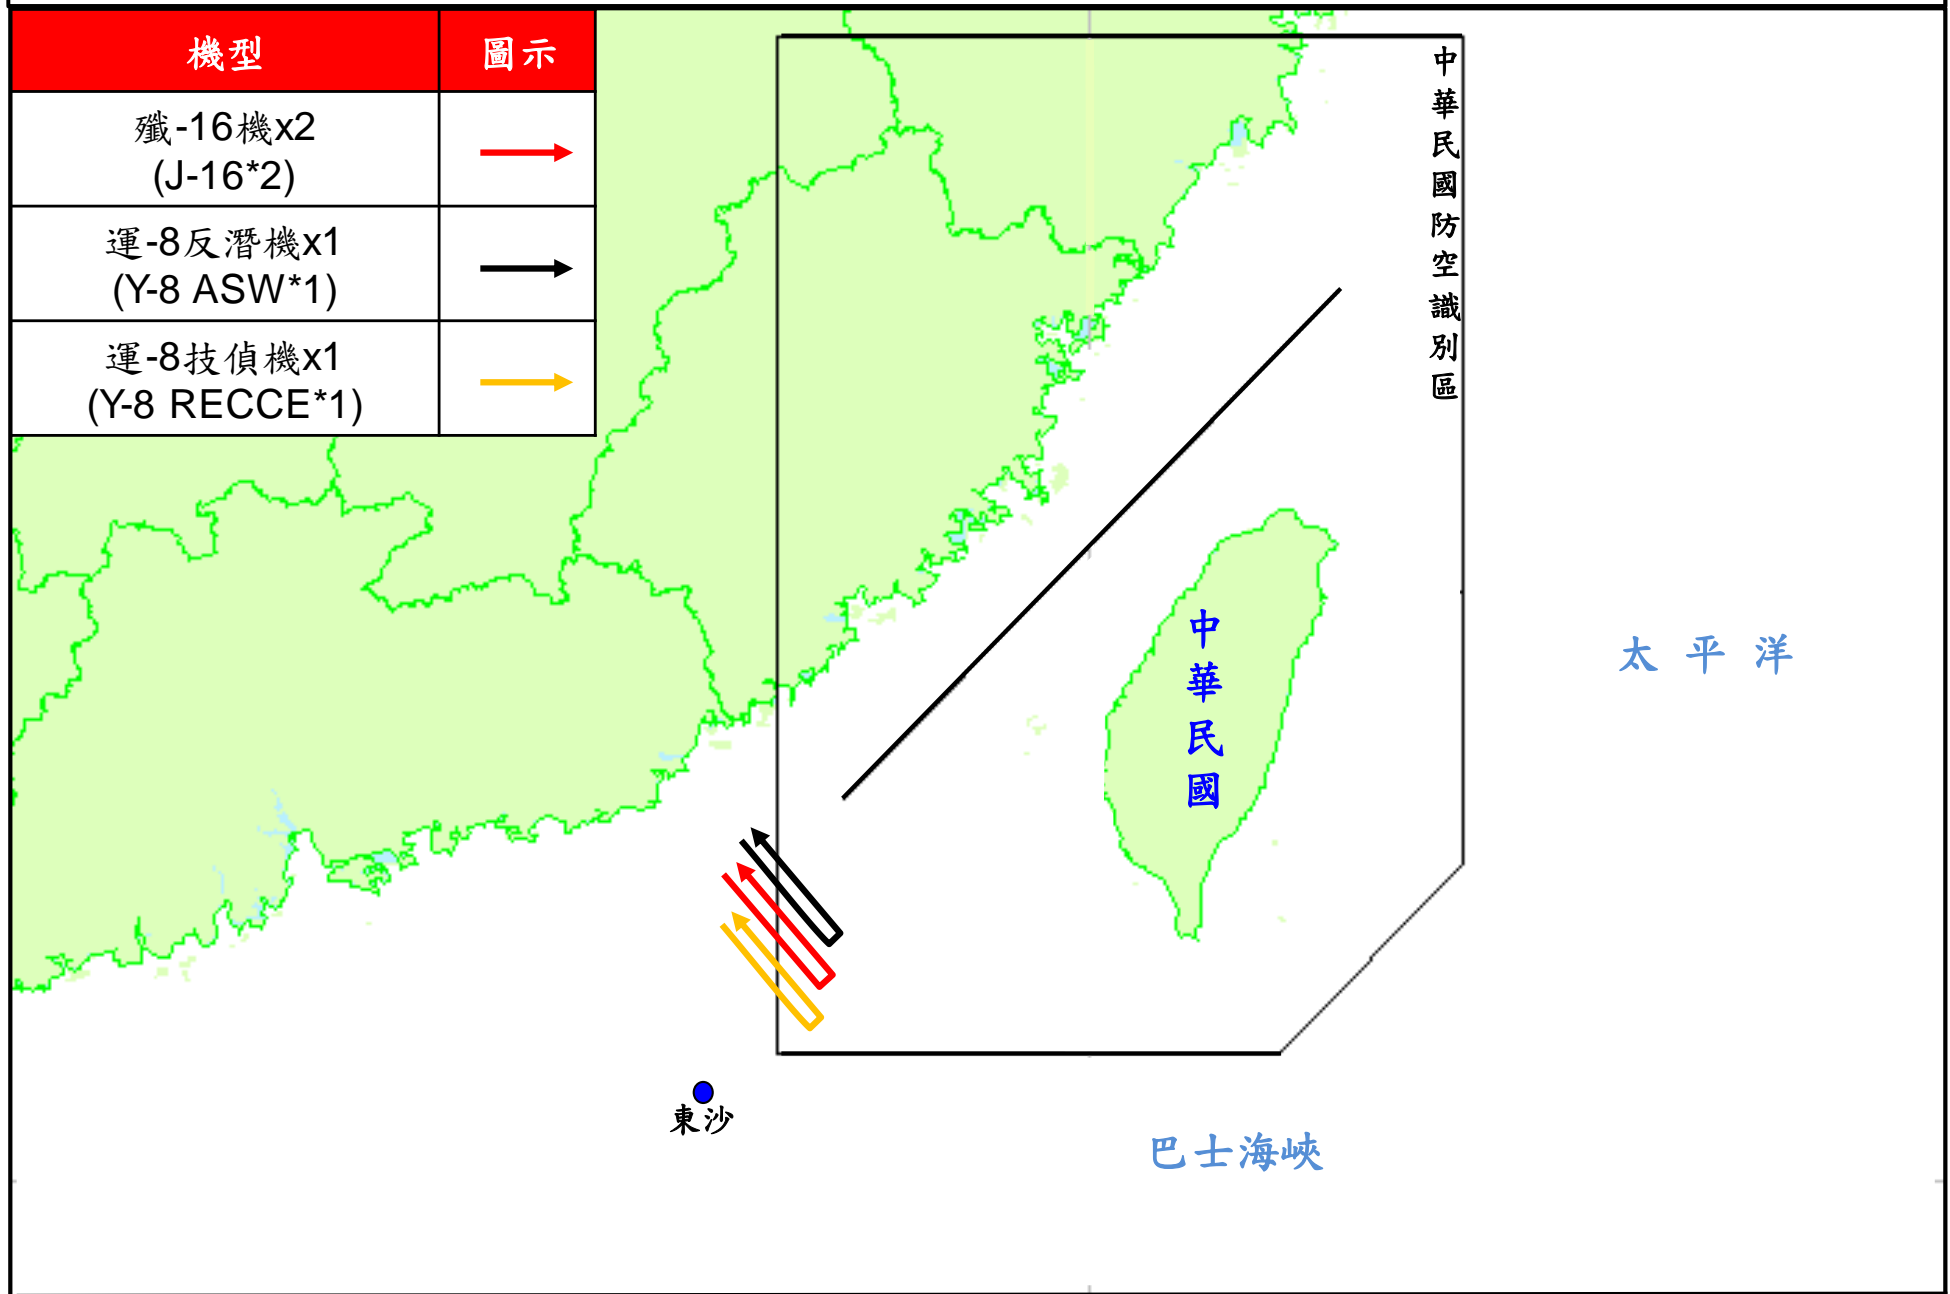 機型
圖示
殲-16機x2
(J-16*2)
運-8反潛機x1
(Y-8 ASW*1)
運-8技偵機x1
(Y-8 RECCE*1)
中華民國防空識別區
中華民國
太平洋
東沙
巴士海峽